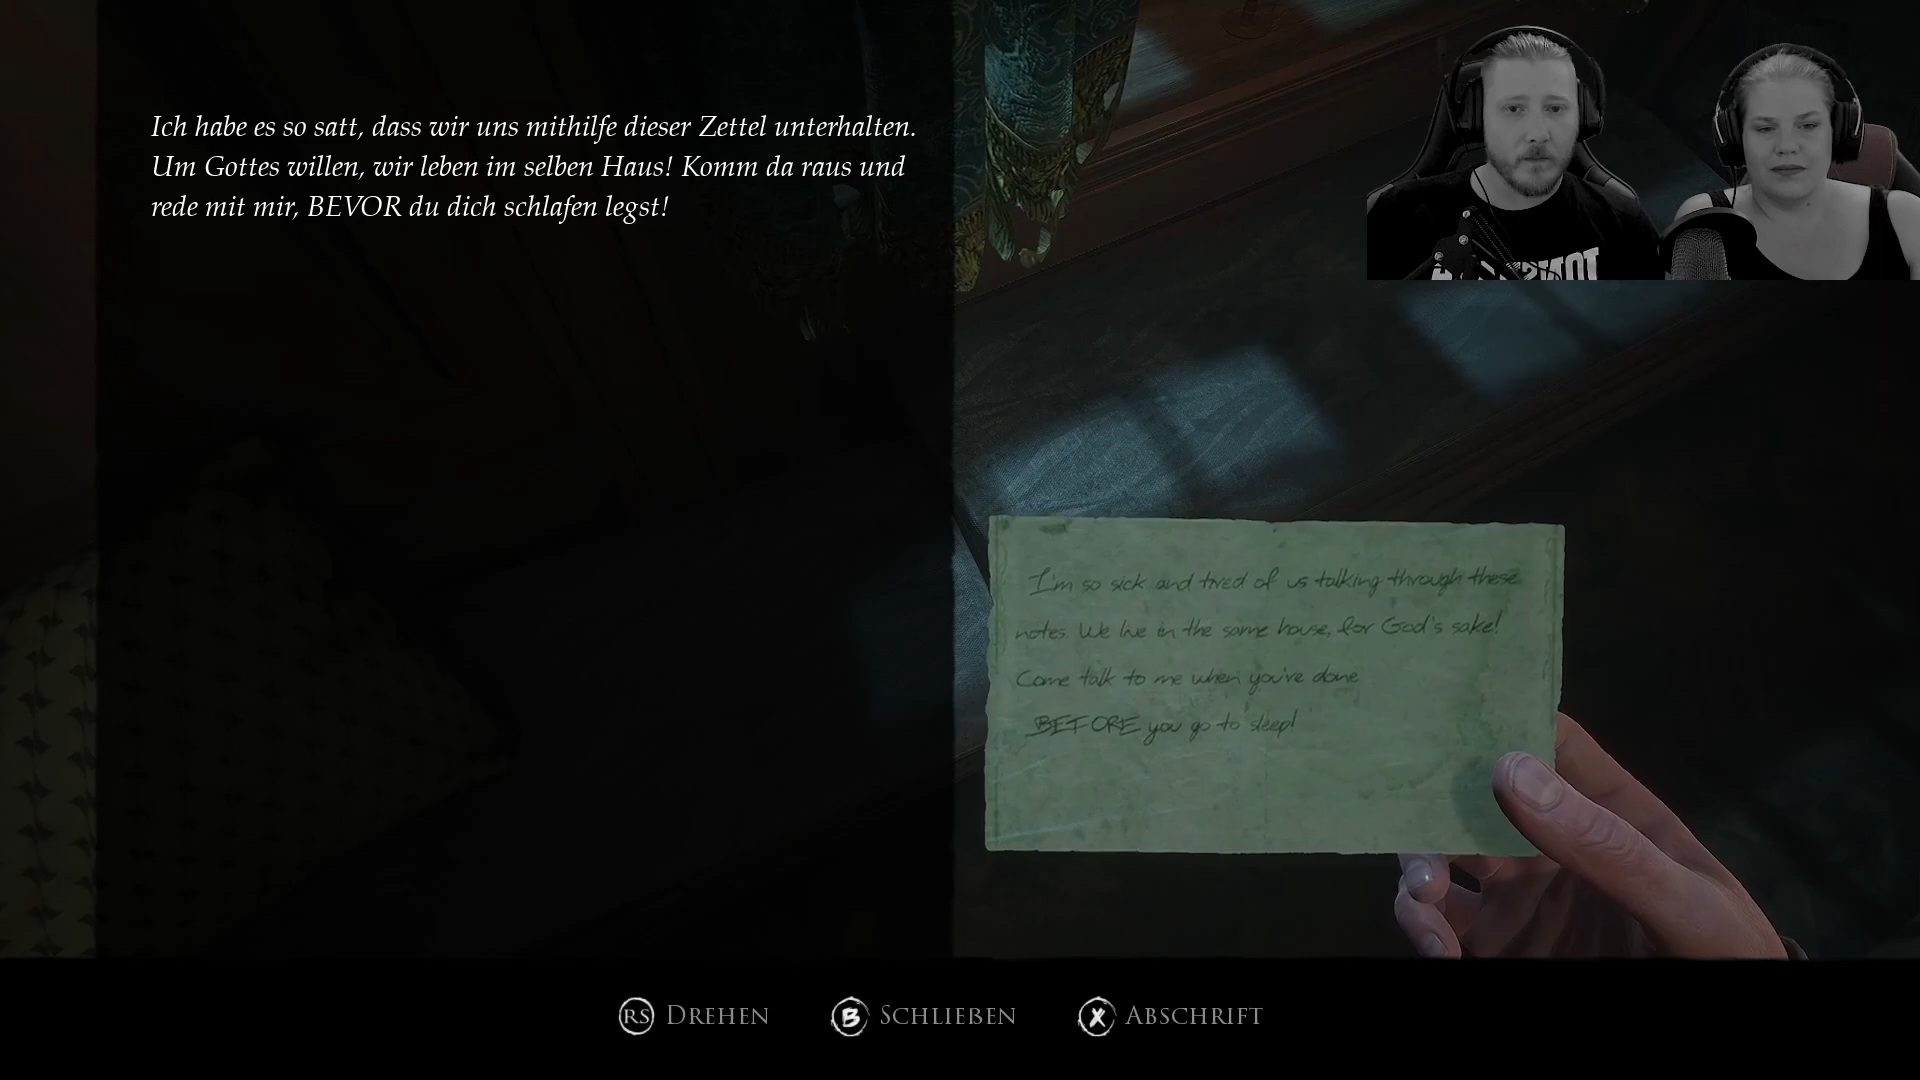 Ich habe es so satt, dass wir uns mithilfe dieser Zettel unterhalten.
Um Gottes willen, wir leben im selben Haus! Komm da raus und
rede mit mir, BEVOR du dich schlafen legst!
I'm so sick and tired of us talking through these
notes. We live in the same house, for God's sake!
Come talk to me when you're done
BEFORE you go to sleep!
RS DREHEN
B SCHLIEẞEN
X ABSCHRIFT